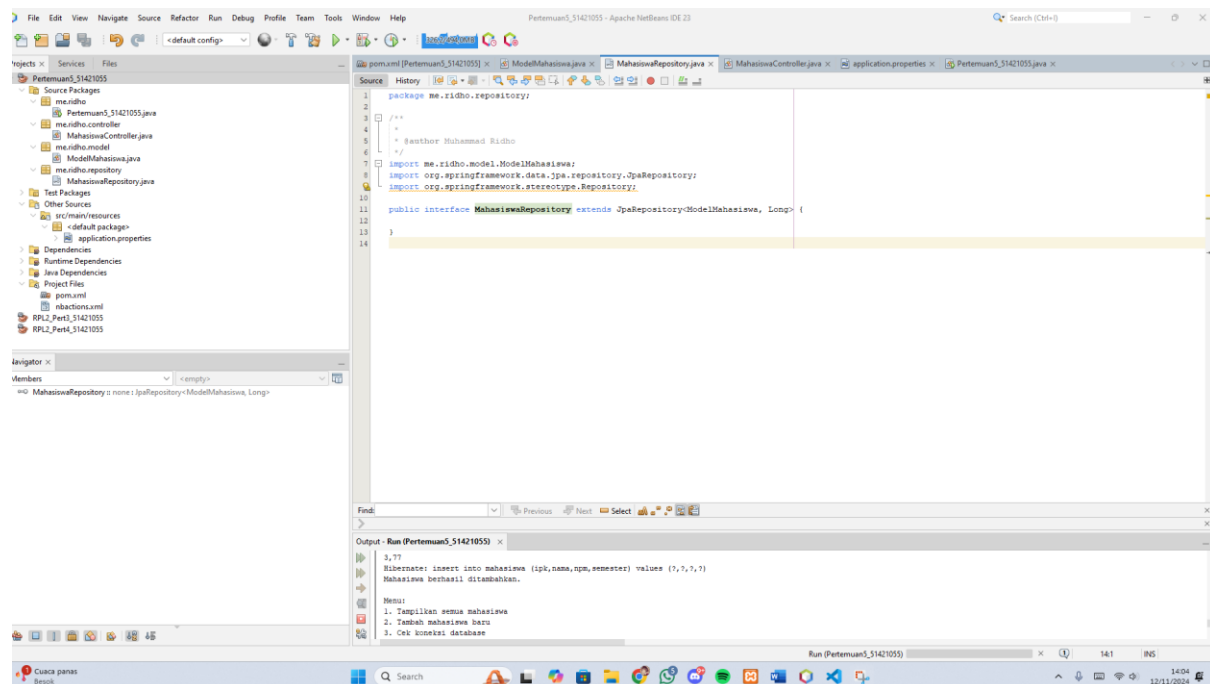 File Edit View Navigate Source Refactor Run Debug Profile Team Tools Window Help
Pertemuan5_51421055 - Apache NetBeans IDE 23
Search (Ctrl+I)
<default config>
Projects Services Files
Pertemuan5_51421055
Source Packages
me.ridho
Pertemuan5_51421055.java
me.ridho.controller
MahasiswaController.java
me.ridho.model
ModelMahasiswa.java
me.ridho.repository
MahasiswaRepository.java
Test Packages
Other Sources
src/main/resources
<default package>
application.properties
Dependencies
Runtime Dependencies
Java Dependencies
Project Files
pom.xml
nbactions.xml
RPL2_Pert3_51421055
RPL2_Pert4_51421055
Navigator
Members <empty>
MahasiswaRepository :: none : JpaRepository<ModelMahasiswa, Long>
pom.xml [Pertemuan5_51421055] ModelMahasiswa.java MahasiswaRepository.java MahasiswaController.java application.properties Pertemuan5_51421055.java
Source History
1 package me.ridho.repository;
2
3 /**
4 *
5 * @author Muhammad Ridho
6 */
7 import me.ridho.model.ModelMahasiswa;
8 import org.springframework.data.jpa.repository.JpaRepository;
import org.springframework.stereotype.Repository;
10
11 public interface MahasiswaRepository extends JpaRepository<ModelMahasiswa, Long> {
12
13 }
14
Find: Previous Next Select
Output - Run (Pertemuan5_51421055)
3,77
Hibernate: insert into mahasiswa (ipk,nama,npm,semester) values (?,?,?,?)
Mahasiswa berhasil ditambahkan.
Menu:
1. Tampilkan semua mahasiswa
2. Tambah mahasiswa baru
3. Cek koneksi database
Run (Pertemuan5_51421055) 14:1 INS
Cuaca panas
Besok
Search
14:04
12/11/2024